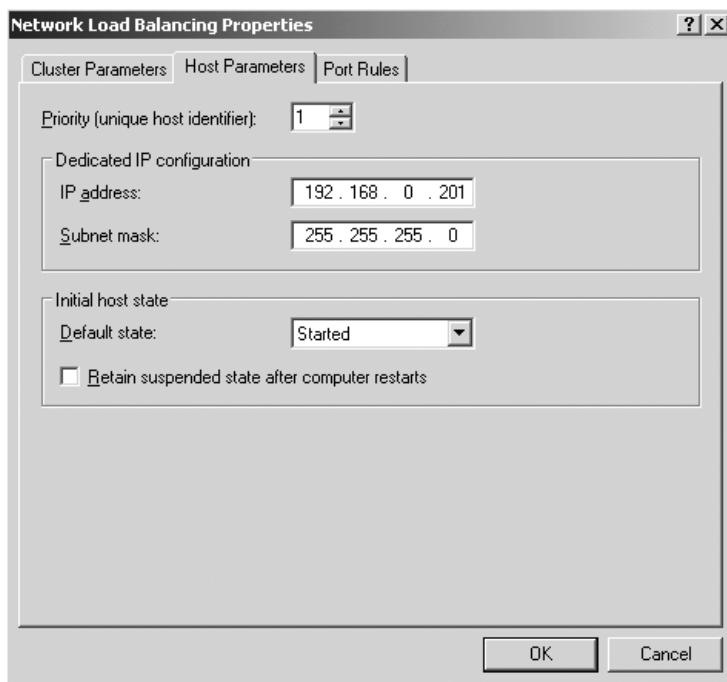 Network Load Balancing Properties
Cluster Parameters Host Parameters Port Rules
Priority (unique host identifier): 1
Dedicated IP configuration
IP address: 192 . 168 . 0 . 201
Subnet mask: 255 . 255 . 255 . 0
Initial host state
Default state: Started
Retain suspended state after computer restarts
OK Cancel